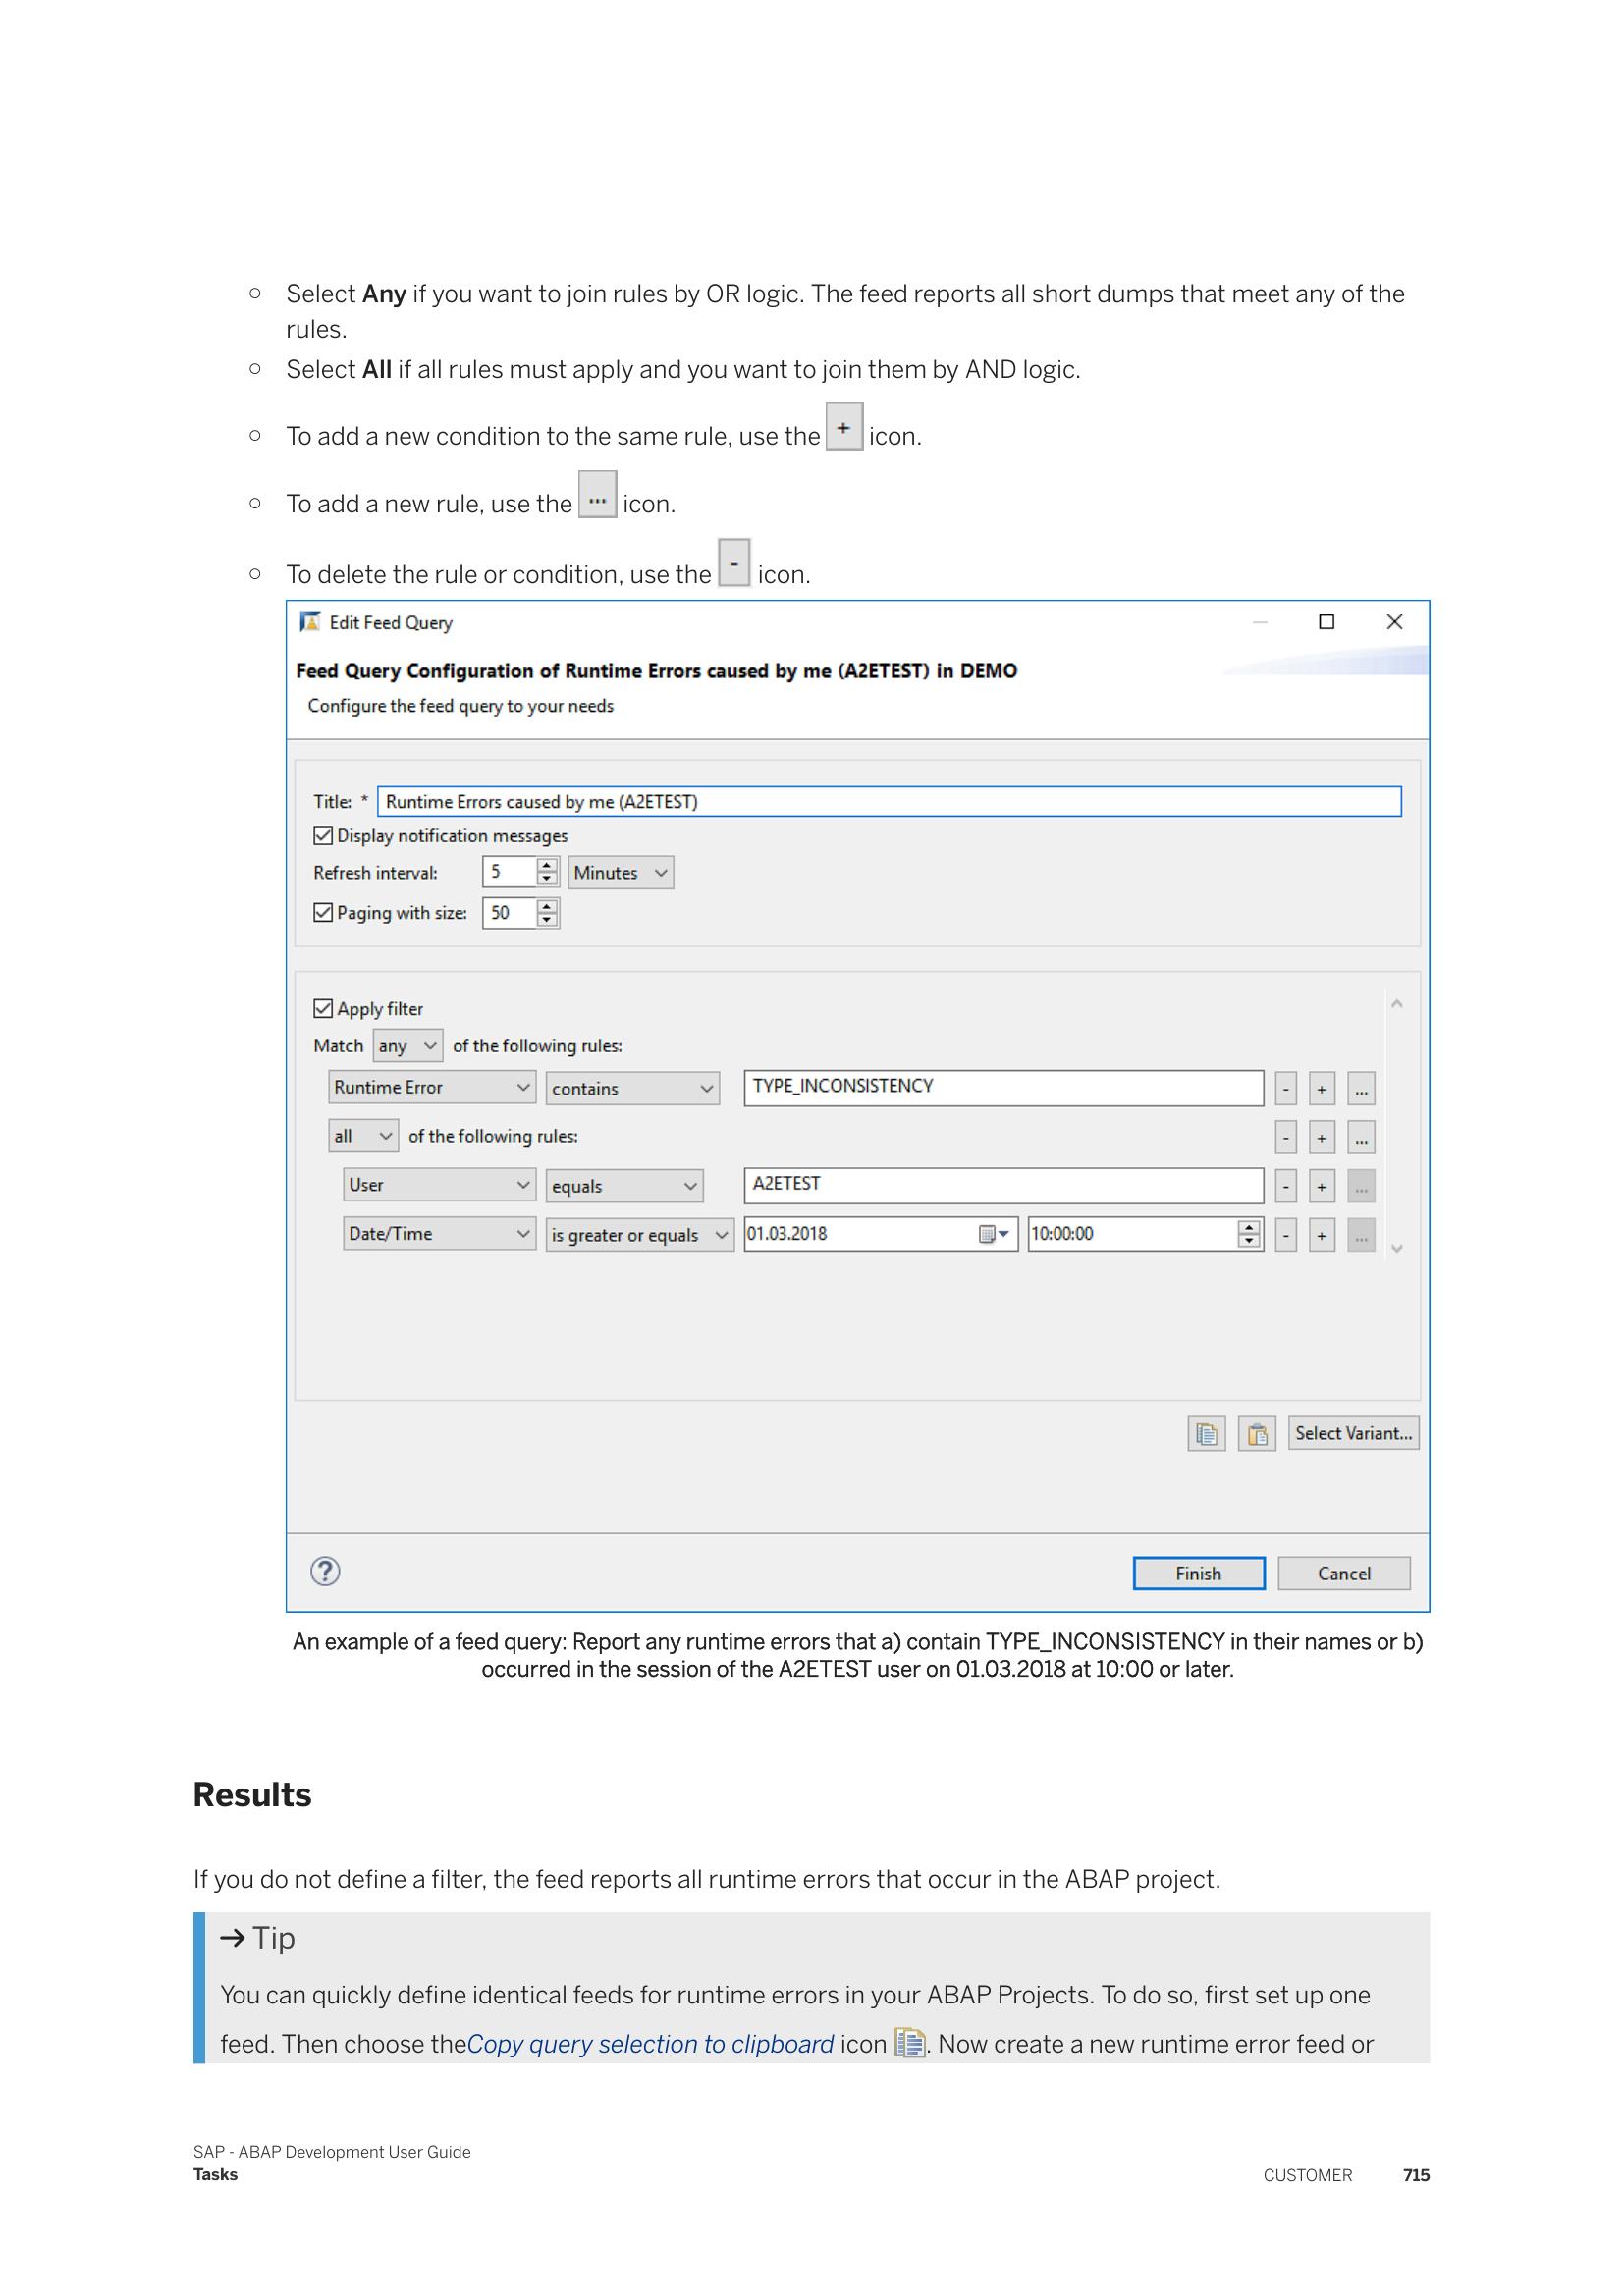 Select Any if you want to join rules by OR logic. The feed reports all short dumps that meet any of the
rules.
Select All if all rules must apply and you want to join them by AND logic.
To add a new condition to the same rule, use the + icon.
To add a new rule, use the ... icon.
To delete the rule or condition, use the - icon.
Edit Feed Query
Feed Query Configuration of Runtime Errors caused by me (A2ETEST) in DEMO
Configure the feed query to your needs
Title: * Runtime Errors caused by me (A2ETEST)
Display notification messages
Refresh interval: 5 Minutes
Paging with size: 50
Apply filter
Match any of the following rules:
Runtime Error contains TYPE_INCONSISTENCY - + ...
all of the following rules: - + ...
User equals A2ETEST - + ...
Date/Time is greater or equals 01.03.2018 10:00:00 - + ...
Select Variant...
? Finish Cancel
An example of a feed query: Report any runtime errors that a) contain TYPE_INCONSISTENCY in their names or b)
occurred in the session of the A2ETEST user on 01.03.2018 at 10:00 or later.
Results
If you do not define a filter, the feed reports all runtime errors that occur in the ABAP project.
→ Tip
You can quickly define identical feeds for runtime errors in your ABAP Projects. To do so, first set up one
feed. Then choose theCopy query selection to clipboard icon . Now create a new runtime error feed or
SAP - ABAP Development User Guide
Tasks
CUSTOMER 715